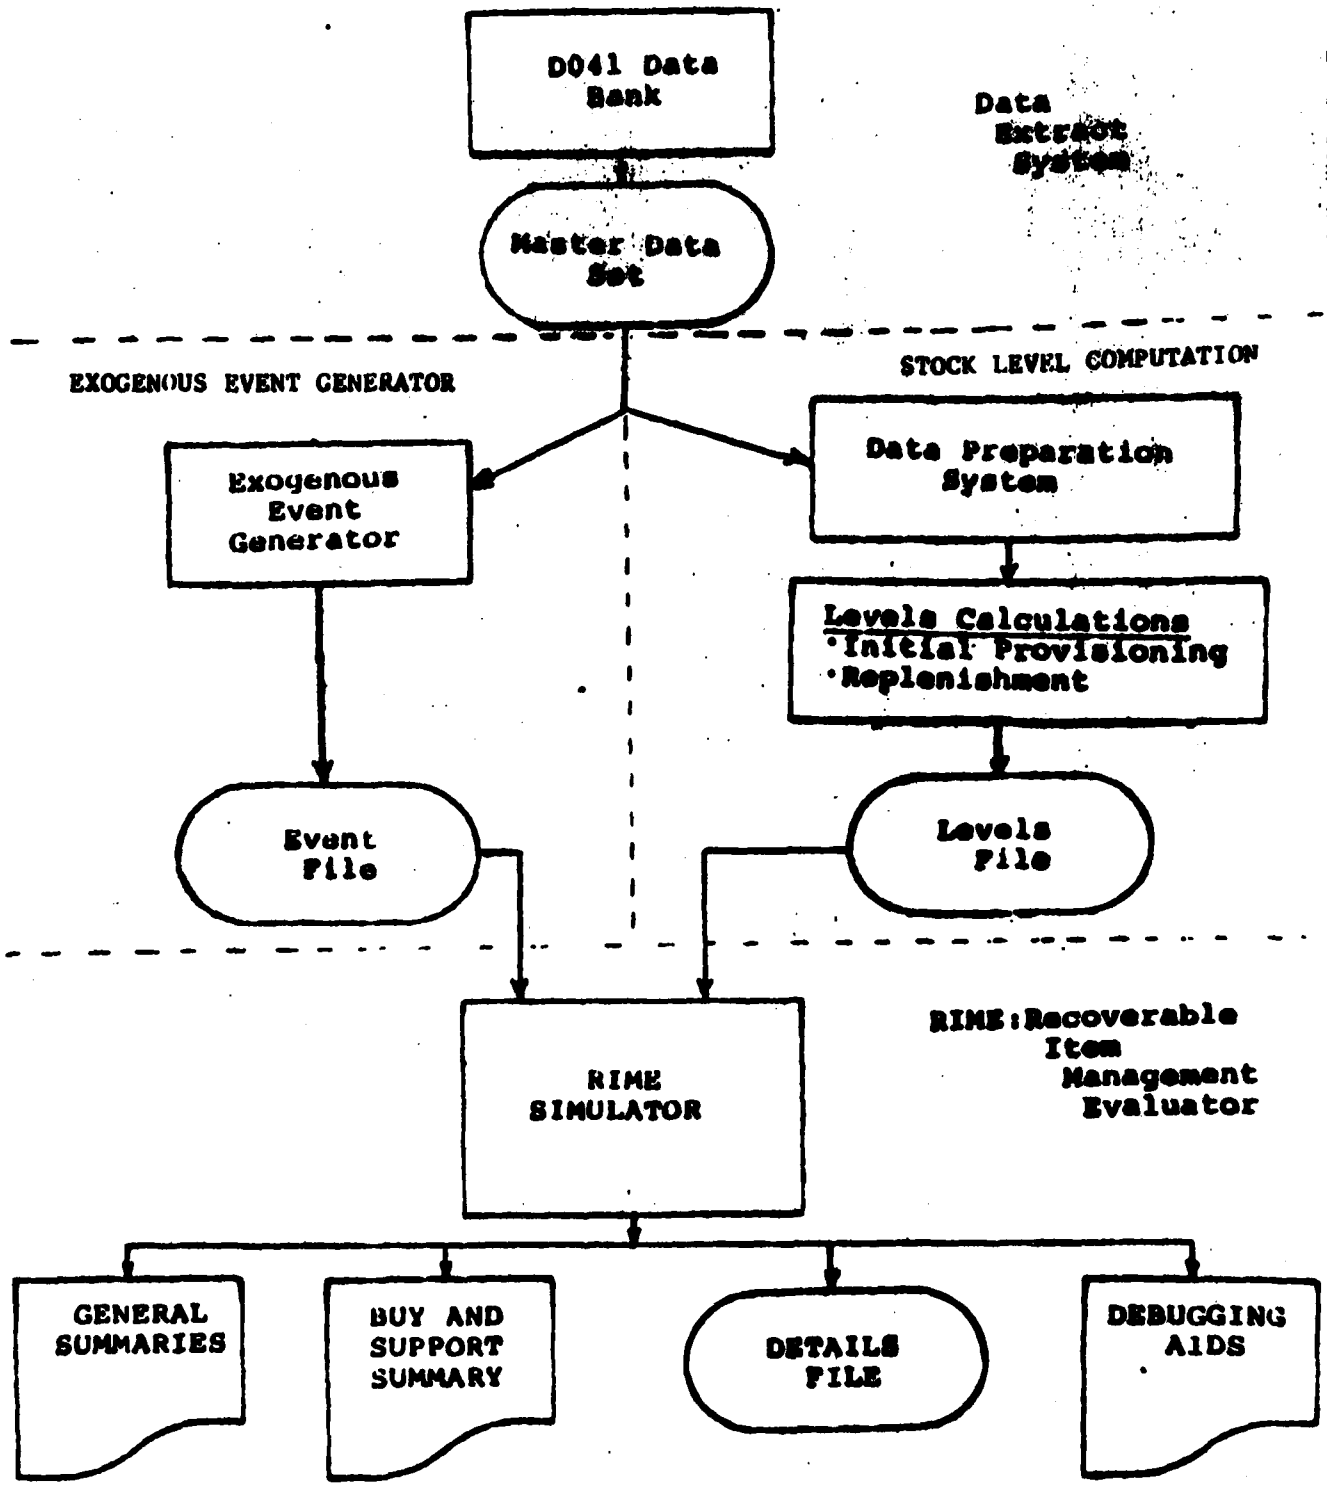 D041 Data
Bank
Data
Extract
System
Master Data
Set
EXOGENOUS EVENT GENERATOR
STOCK LEVEL COMPUTATION
Exogenous
Event
Generator
Data Preparation
System
Levels Calculations
·Initial Provisioning
·Replenishment
Event
File
Levels
File
RIME
SIMULATOR
RIME:Recoverable
Item
Management
Evaluator
GENERAL
SUMMARIES
BUY AND
SUPPORT
SUMMARY
DETAILS
FILE
DEBUGGING
AIDS